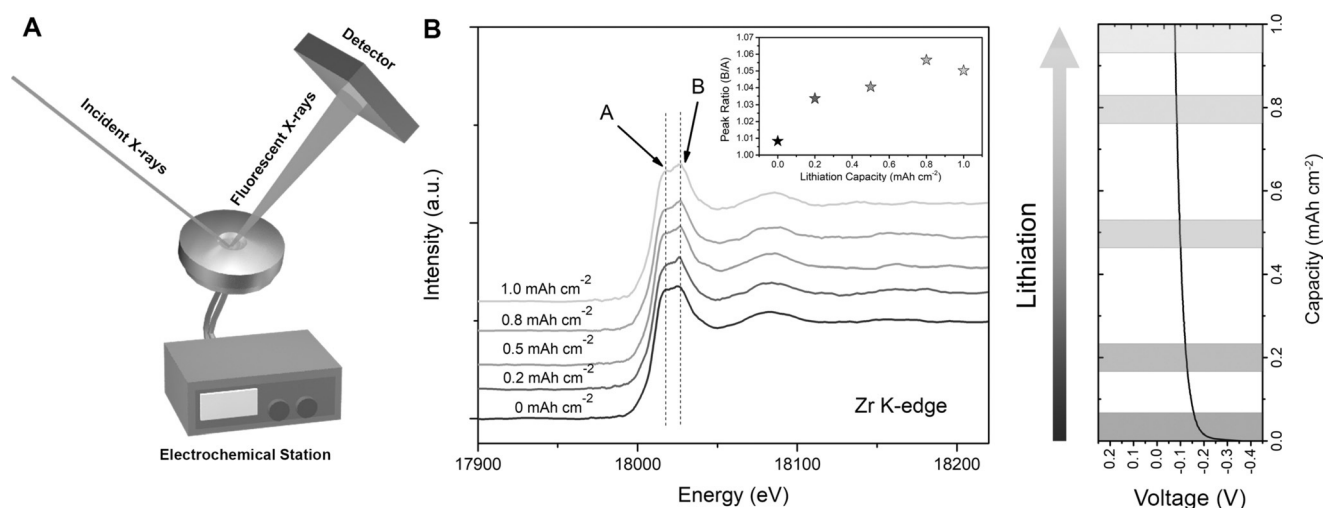 A
Incident X-rays
Fluorescent X-rays
Detector
Electrochemical Station
B
Intensity (a.u.)
A
B
1.0 mAh cm⁻²
0.8 mAh cm⁻²
0.5 mAh cm⁻²
0.2 mAh cm⁻²
0 mAh cm⁻²
Zr K-edge
17900 18000 18100 18200
Energy (eV)
Peak Ratio (B/A)
1.07
1.06
1.05
1.04
1.03
1.02
1.01
1.00
0.0 0.2 0.4 0.6 0.8 1.0
Lithiation Capacity (mAh cm⁻²)
Lithiation
1.0
0.8
0.6
0.4
0.2
0.0
Capacity (mAh cm⁻²)
0.2 0.1 0.0 -0.1 -0.2 -0.3 -0.4
Voltage (V)